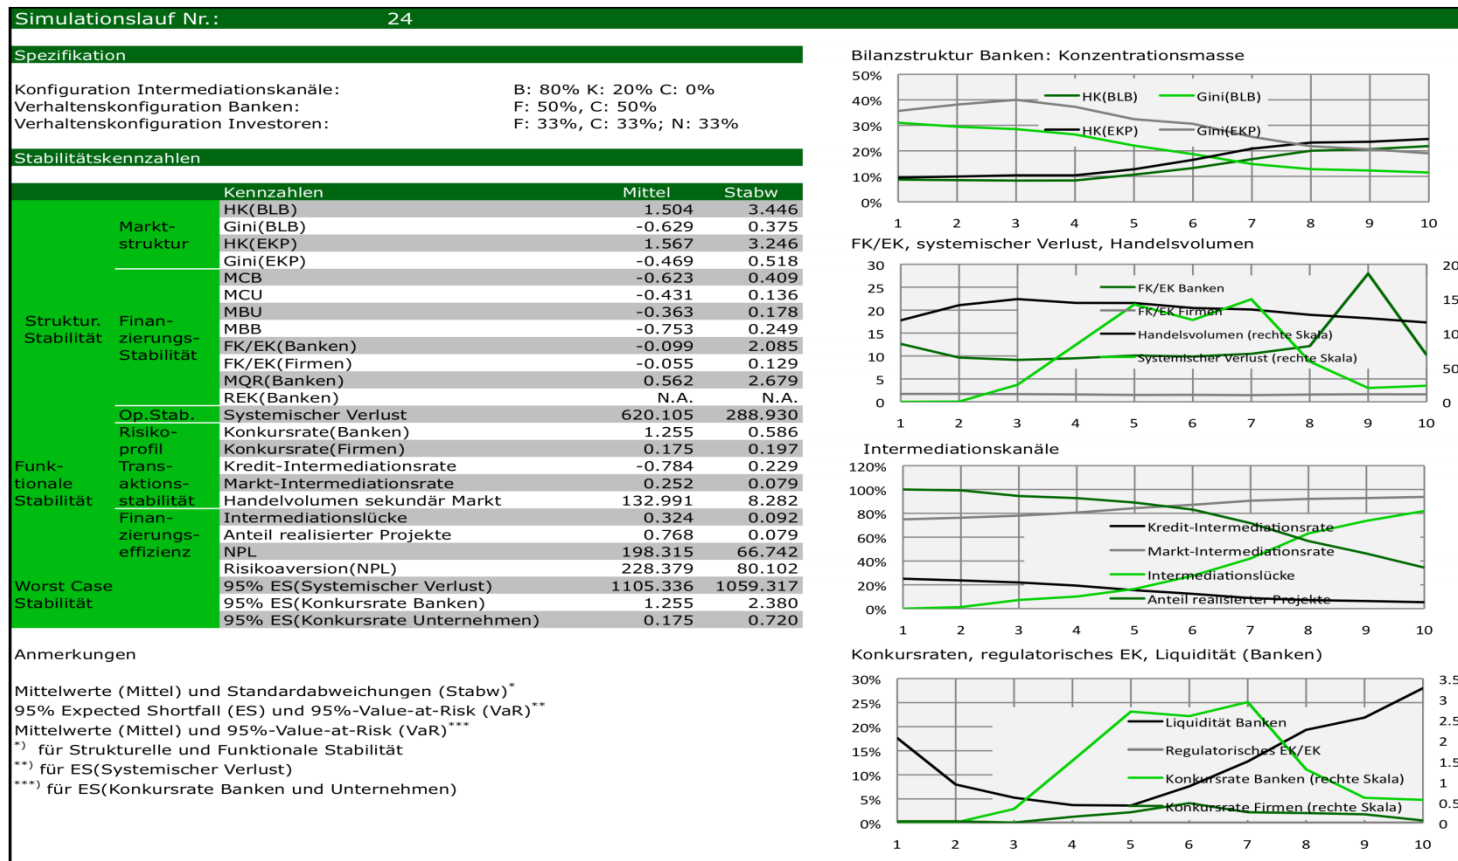 Simulationslauf Nr.: 24
Spezifikation
Konfiguration Intermediationskanäle: B: 80% K: 20% C: 0%
Verhaltenskonfiguration Banken: F: 50%, C: 50%
Verhaltenskonfiguration Investoren: F: 33%, C: 33%; N: 33%
Stabilitätskennzahlen
Kennzahlen Mittel Stabw
Struktur. Stabilität
Markt-struktur
HK(BLB) 1.504 3.446
Gini(BLB) -0.629 0.375
HK(EKP) 1.567 3.246
Gini(EKP) -0.469 0.518
Finan-zierungs-Stabilität
MCB -0.623 0.409
MCU -0.431 0.136
MBU -0.363 0.178
MBB -0.753 0.249
FK/EK(Banken) -0.099 2.085
FK/EK(Firmen) -0.055 0.129
MQR(Banken) 0.562 2.679
REK(Banken) N.A. N.A.
Funk-tionale Stabilität
Op.Stab. Systemischer Verlust 620.105 288.930
Risiko-profil
Konkursrate(Banken) 1.255 0.586
Konkursrate(Firmen) 0.175 0.197
Trans-aktions-stabilität
Kredit-Intermediationsrate -0.784 0.229
Markt-Intermediationsrate 0.252 0.079
Handelvolumen sekundär Markt 132.991 8.282
Finan-zierungs-effizienz
Intermediationslücke 0.324 0.092
Anteil realisierter Projekte 0.768 0.079
NPL 198.315 66.742
Risikoaversion(NPL) 228.379 80.102
Worst Case Stabilität
95% ES(Systemischer Verlust) 1105.336 1059.317
95% ES(Konkursrate Banken) 1.255 2.380
95% ES(Konkursrate Unternehmen) 0.175 0.720
Anmerkungen
Mittelwerte (Mittel) und Standardabweichungen (Stabw)*
95% Expected Shortfall (ES) und 95%-Value-at-Risk (VaR)**
Mittelwerte (Mittel) und 95%-Value-at-Risk (VaR)***
*) für Strukturelle und Funktionale Stabilität
**) für ES(Systemischer Verlust)
***) für ES(Konkursrate Banken und Unternehmen)
Bilanzstruktur Banken: Konzentrationsmasse
50%
40%
30%
20%
10%
0%
HK(BLB) Gini(BLB)
HK(EKP) Gini(EKP)
1 2 3 4 5 6 7 8 9 10
FK/EK, systemischer Verlust, Handelsvolumen
30 20
25
20 15
15 10
10
5 50
0 0
FK/EK Banken
FK/EK Firmen
Handelsvolumen (rechte Skala)
Systemischer Verlust (rechte Skala)
1 2 3 4 5 6 7 8 9 10
Intermediationskanäle
120%
100%
80%
60%
40%
20%
0%
Kredit-Intermediationsrate
Markt-Intermediationsrate
Intermediationslücke
Anteil realisierter Projekte
1 2 3 4 5 6 7 8 9 10
Konkursraten, regulatorisches EK, Liquidität (Banken)
30% 3.5
25% 3
20% 2.5
15% 2
10% 1.5
5% 1
0% 0.5
0
Liquidität Banken
Regulatorisches EK/EK
Konkursrate Banken (rechte Skala)
Konkursrate Firmen (rechte Skala)
1 2 3 4 5 6 7 8 9 10